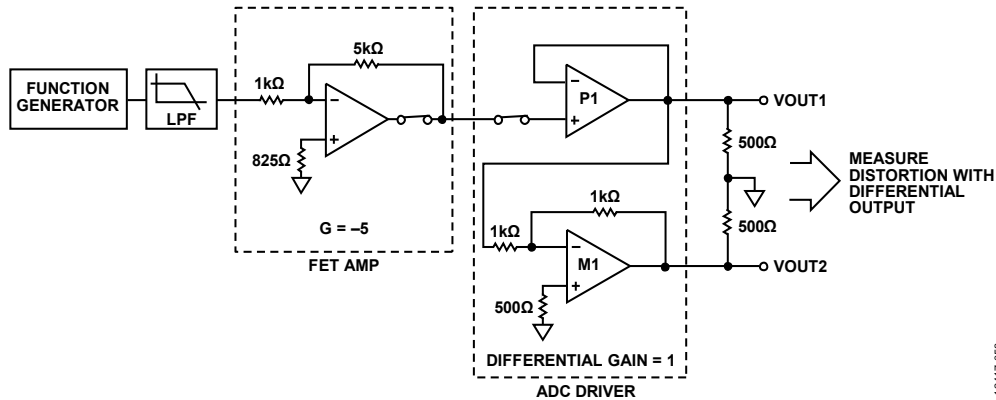 FUNCTION
GENERATOR
LPF
1kΩ
5kΩ
–
+
825Ω
G = –5
FET AMP
–
P1
+
1kΩ
1kΩ
–
M1
+
500Ω
DIFFERENTIAL GAIN = 1
ADC DRIVER
VOUT1
500Ω
500Ω
VOUT2
MEASURE
DISTORTION WITH
DIFFERENTIAL
OUTPUT